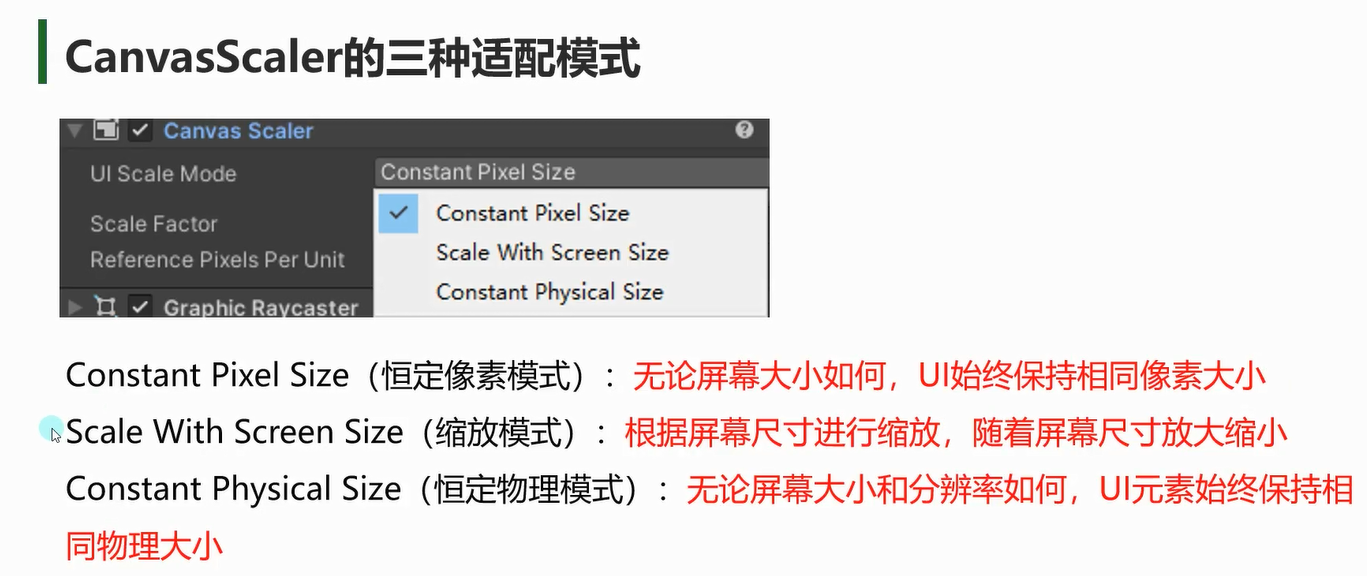 CanvasScaler的三种适配模式
Canvas Scaler
UI Scale Mode
Constant Pixel Size
Constant Pixel Size
Scale Factor
Scale With Screen Size
Reference Pixels Per Unit
Constant Physical Size
Graphic Raycaster
Constant Pixel Size（恒定像素模式）：无论屏幕大小如何，UI始终保持相同像素大小
Scale With Screen Size（缩放模式）：根据屏幕尺寸进行缩放，随着屏幕尺寸放大缩小
Constant Physical Size（恒定物理模式）：无论屏幕大小和分辨率如何，UI元素始终保持相
同物理大小